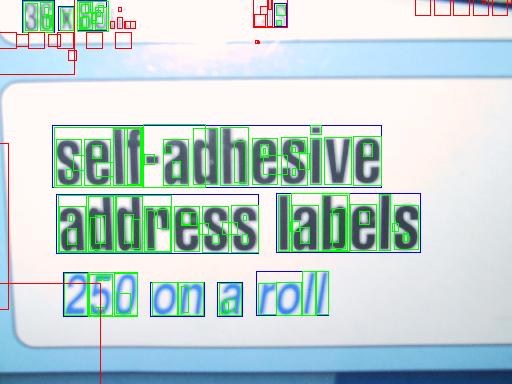 36 x 89
self-adhesive
address labels
250 on a roll